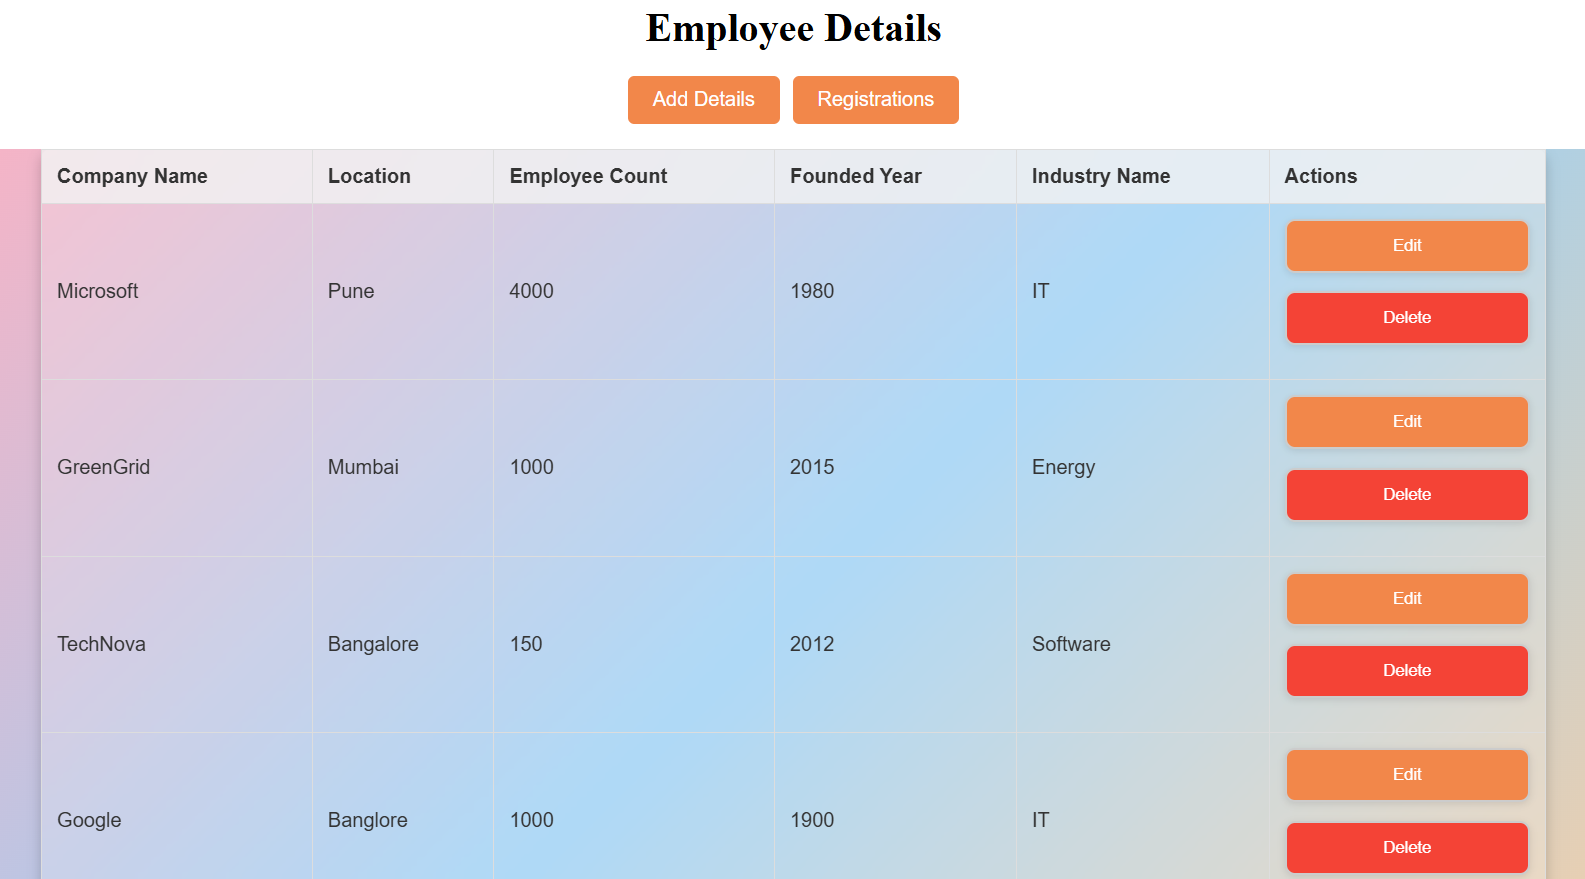 Employee Details
Add Details Registrations
Company Name Location Employee Count Founded Year Industry Name Actions
Edit
Microsoft Pune 4000 1980 IT
Delete
Edit
GreenGrid Mumbai 1000 2015 Energy
Delete
Edit
TechNova Bangalore 150 2012 Software
Delete
Edit
Google Banglore 1000 1900 IT
Delete